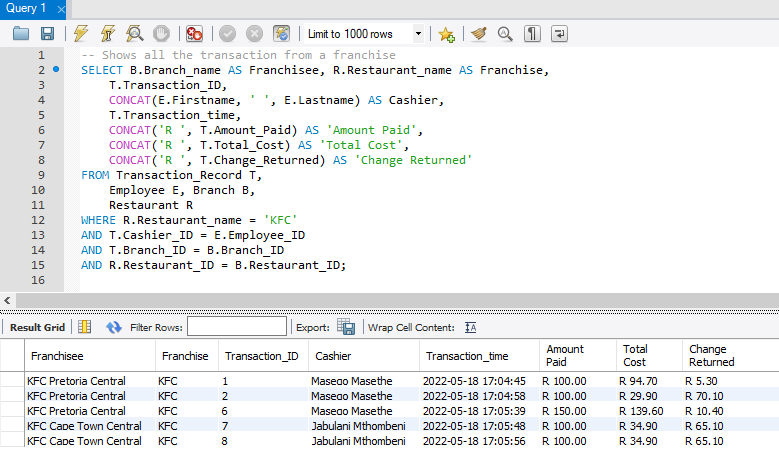 Query 1
Limit to 1000 rows
1 -- Shows all the transaction from a franchise
2 SELECT B.Branch_name AS Franchisee, R.Restaurant_name AS Franchise,
3 T.Transaction_ID,
4 CONCAT(E.Firstname, ' ', E.Lastname) AS Cashier,
5 T.Transaction_time,
6 CONCAT('R ', T.Amount_Paid) AS 'Amount Paid',
7 CONCAT('R ', T.Total_Cost) AS 'Total Cost',
8 CONCAT('R ', T.Change_Returned) AS 'Change Returned'
9 FROM Transaction_Record T,
10 Employee E, Branch B,
11 Restaurant R
12 WHERE R.Restaurant_name = 'KFC'
13 AND T.Cashier_ID = E.Employee_ID
14 AND T.Branch_ID = B.Branch_ID
15 AND R.Restaurant_ID = B.Restaurant_ID;
16
Result Grid Filter Rows: Export: Wrap Cell Content:
Franchisee Franchise Transaction_ID Cashier Transaction_time Amount Paid Total Cost Change Returned
KFC Pretoria Central KFC 1 Masego Masethe 2022-05-18 17:04:45 R 100.00 R 94.70 R 5.30
KFC Pretoria Central KFC 2 Masego Masethe 2022-05-18 17:04:58 R 100.00 R 29.90 R 70.10
KFC Pretoria Central KFC 6 Masego Masethe 2022-05-18 17:05:39 R 150.00 R 139.60 R 10.40
KFC Cape Town Central KFC 7 Jabulani Mthombeni 2022-05-18 17:05:48 R 100.00 R 34.90 R 65.10
KFC Cape Town Central KFC 8 Jabulani Mthombeni 2022-05-18 17:05:56 R 100.00 R 34.90 R 65.10